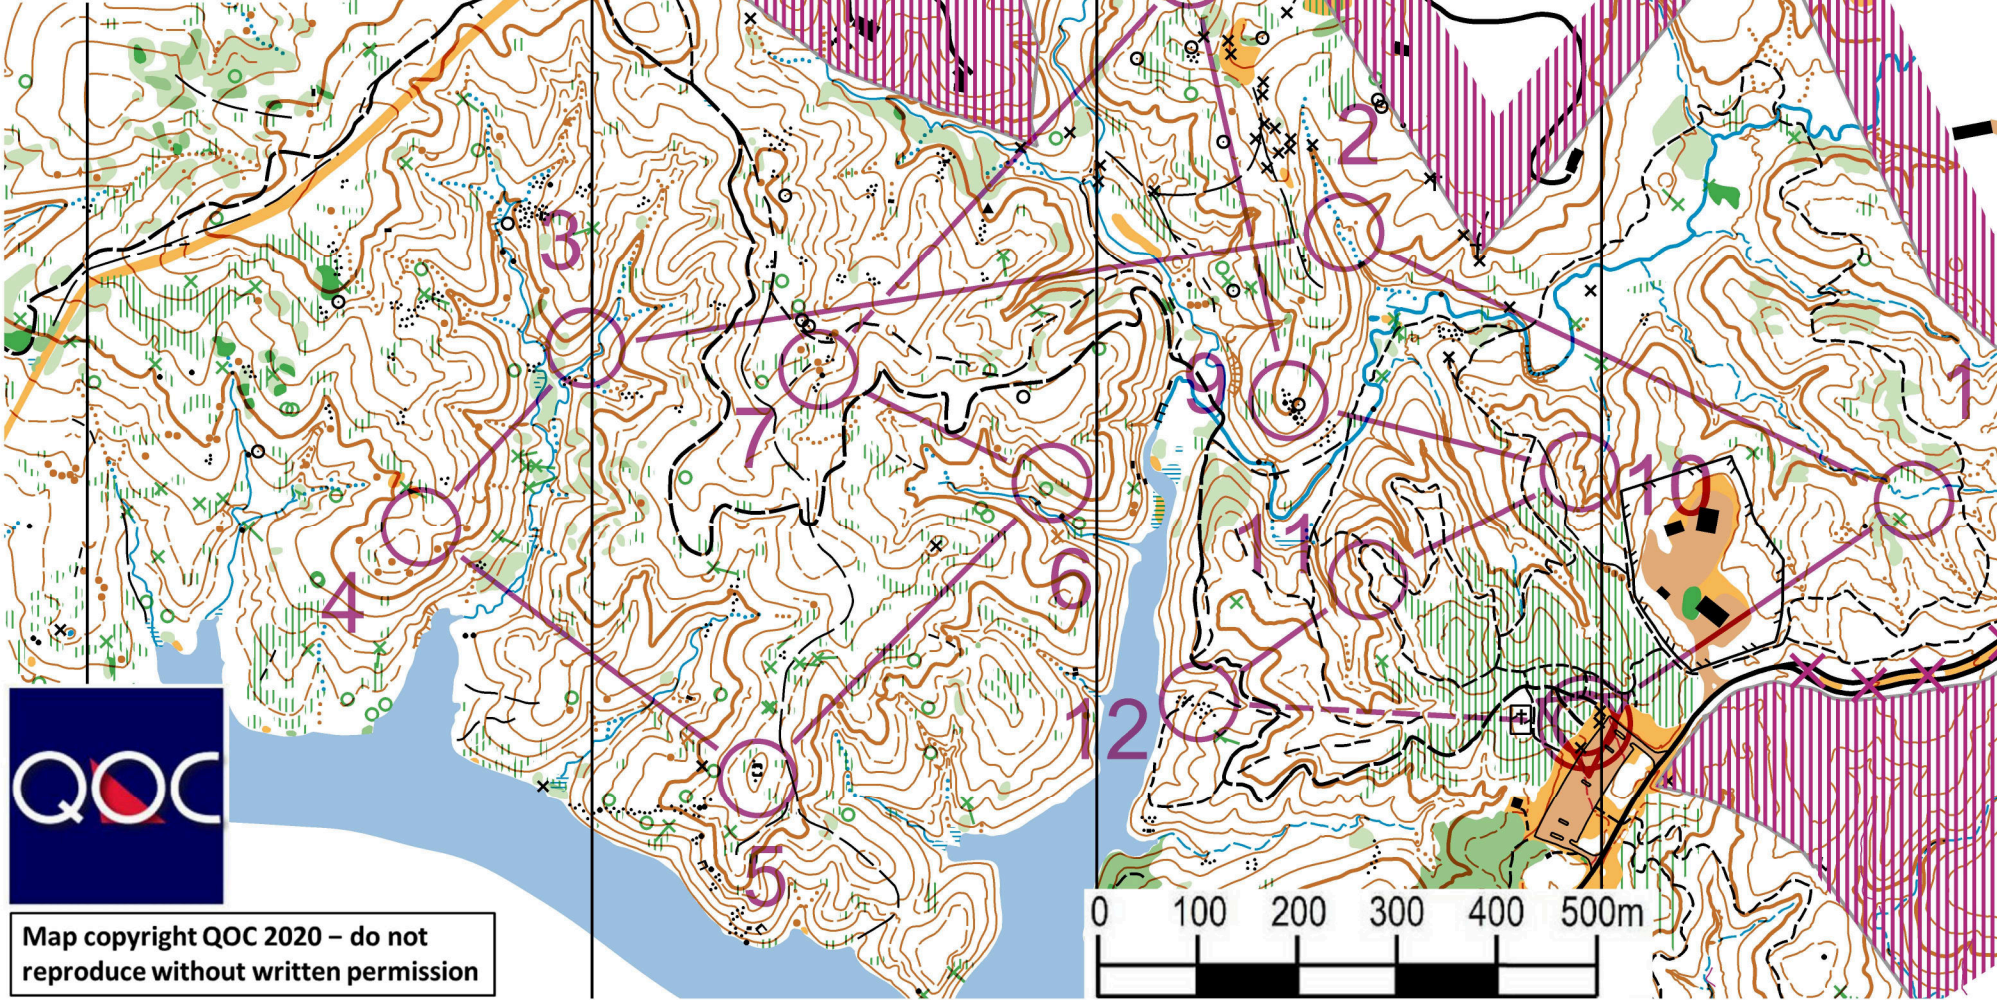 2
3
1
9
7
10
11
6
4
12
5
QOC
0 100 200 300 400 500m
Map copyright QOC 2020 – do not
reproduce without written permission